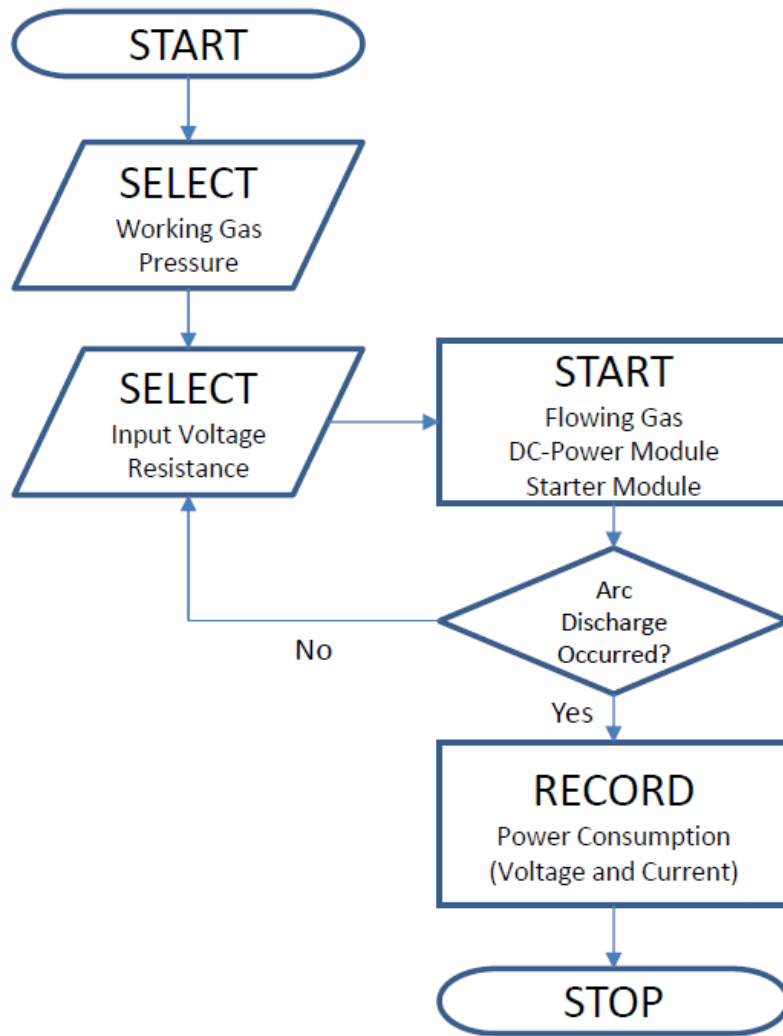 START
SELECT
Working Gas
Pressure
SELECT
Input Voltage
Resistance
START
Flowing Gas
DC-Power Module
Starter Module
Arc
Discharge
Occurred?
No
Yes
RECORD
Power Consumption
(Voltage and Current)
STOP